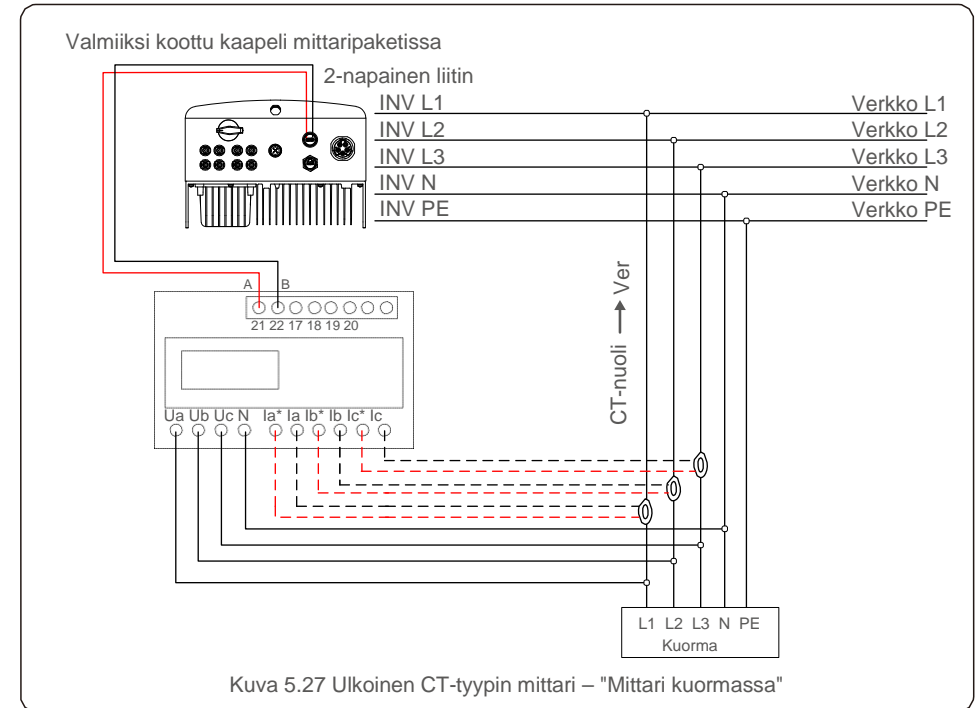 Valmiiksi koottu kaapeli mittaripaketissa
2-napainen liitin
INV L1 Verkko L1
INV L2 Verkko L2
INV L3 Verkko L3
INV N Verkko N
INV PE Verkko PE
A B
21 22 17 18 19 20
CT-nuoli → Ver
Ua Ub Uc N Ia* Ia Ib* Ib Ic* Ic
L1 L2 L3 N PE
Kuorma
Kuva 5.27 Ulkoinen CT-tyypin mittari – "Mittari kuormassa"